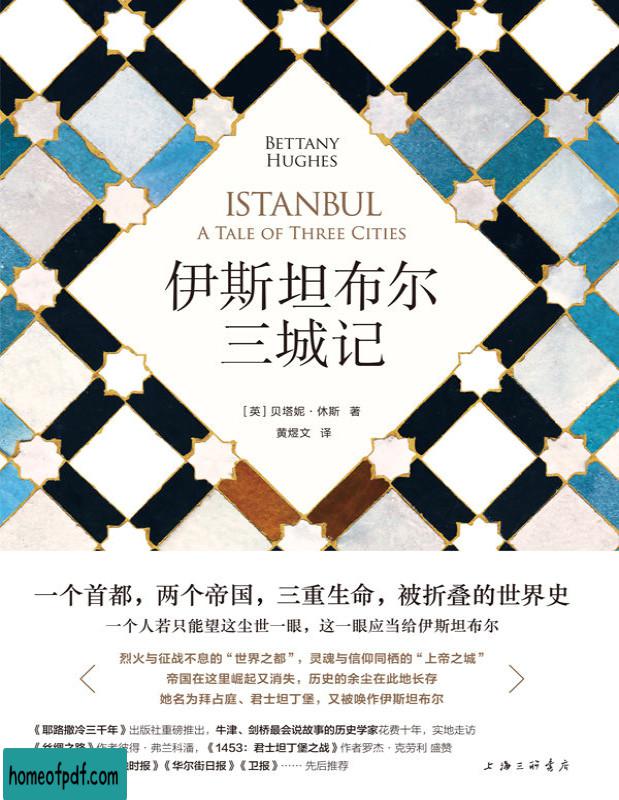 BETTANY
HUGHES
ISTANBUL
A TALE OF THREE CITIES
伊斯坦布尔
三城记
[英]贝塔妮·休斯 著
黄煜文 译
一个首都，两个帝国，三重生命，被折叠的世界史
一个人若只能望这尘世一眼，这一眼应当给伊斯坦布尔
烈火与征战不息的“世界之都”，灵魂与信仰同栖的“上帝之城”
帝国在这里崛起又消失，历史的余尘在此地长存
她名为拜占庭、君士坦丁堡，又被唤作伊斯坦布尔
《耶路撒冷三千年》出版社重磅推出，牛津、剑桥最会说故事的历史学家花费十年，实地走访
作者彼得·弗兰科潘，《1453：君士坦丁堡之战》作者罗杰·克劳利 盛赞
时报》《华尔街日报》《卫报》……先后推荐
上海三联书店
homeofpdf.com